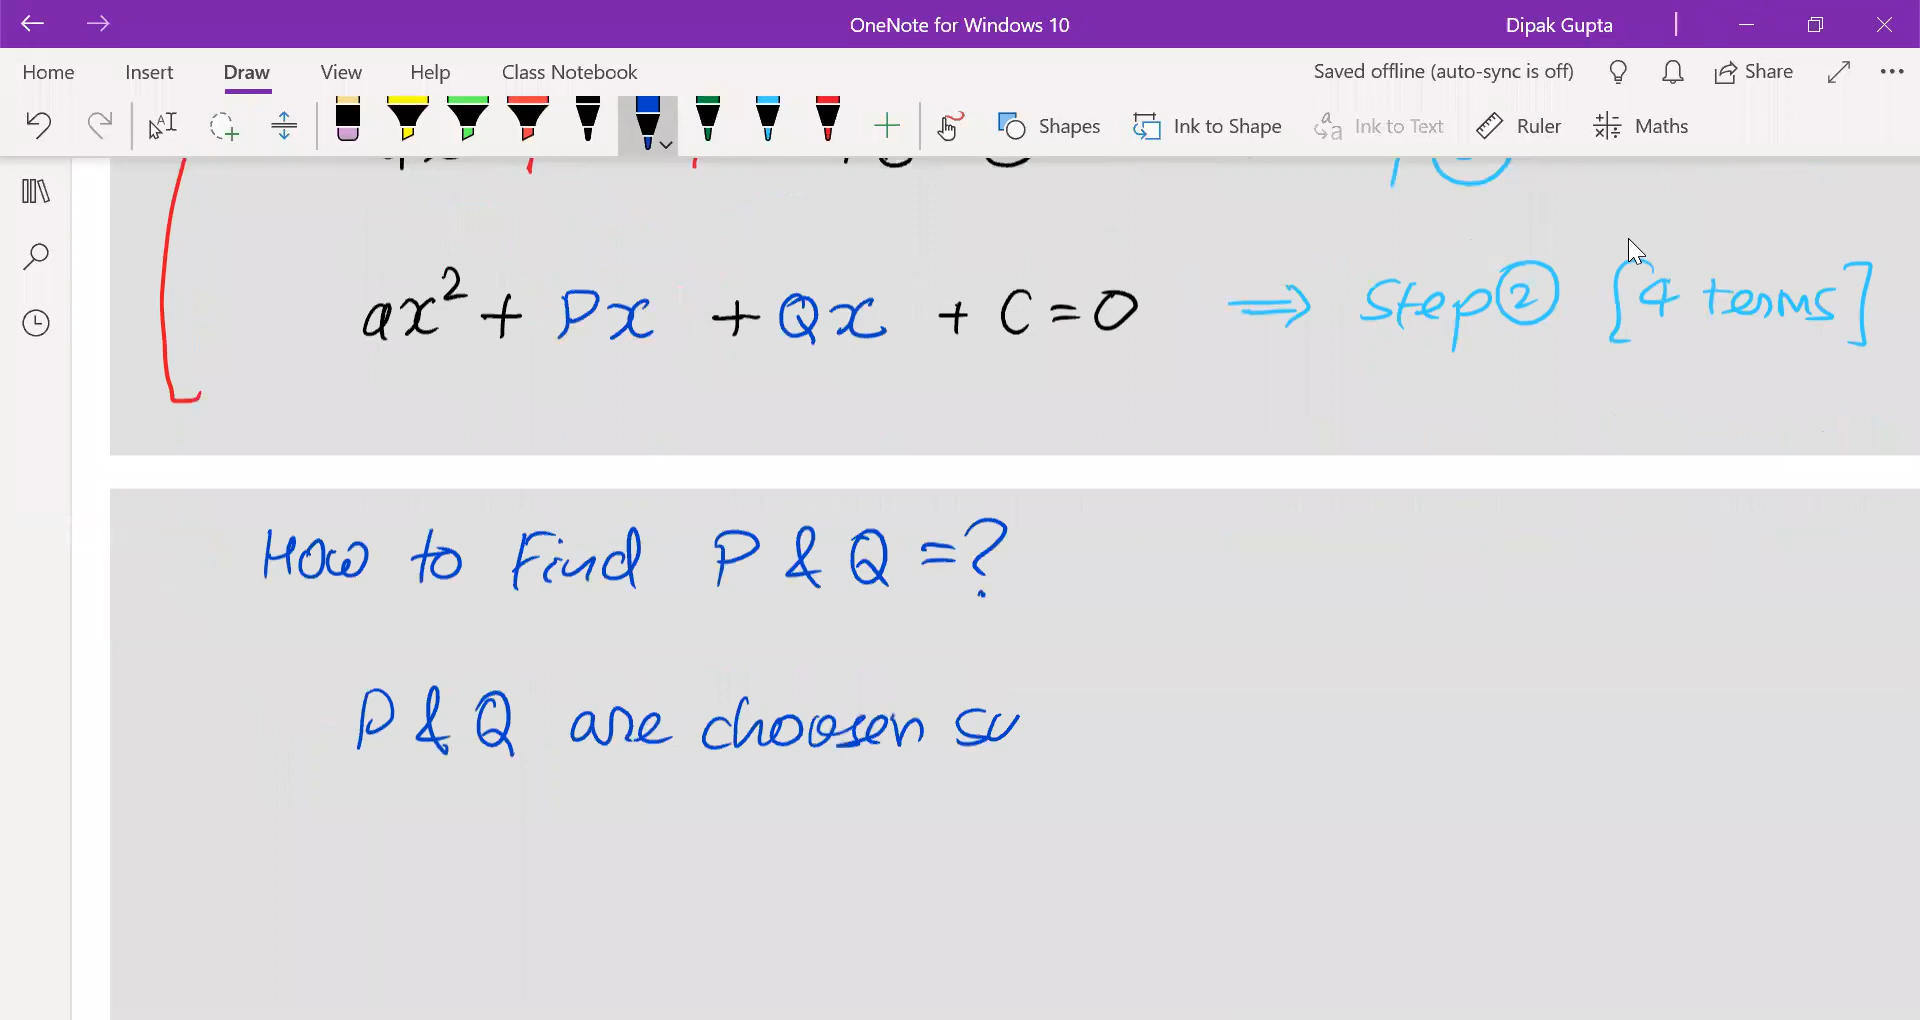 OneNote for Windows 10
Dipak Gupta
Home Insert Draw View Help Class Notebook
Saved offline (auto-sync is off) Share
Shapes Ink to Shape Ink to Text Ruler Maths
ax² + Px + Qx + C = 0 ⟹ Step ② [4 terms]
How to Find P & Q = ?
P & Q are choosen su